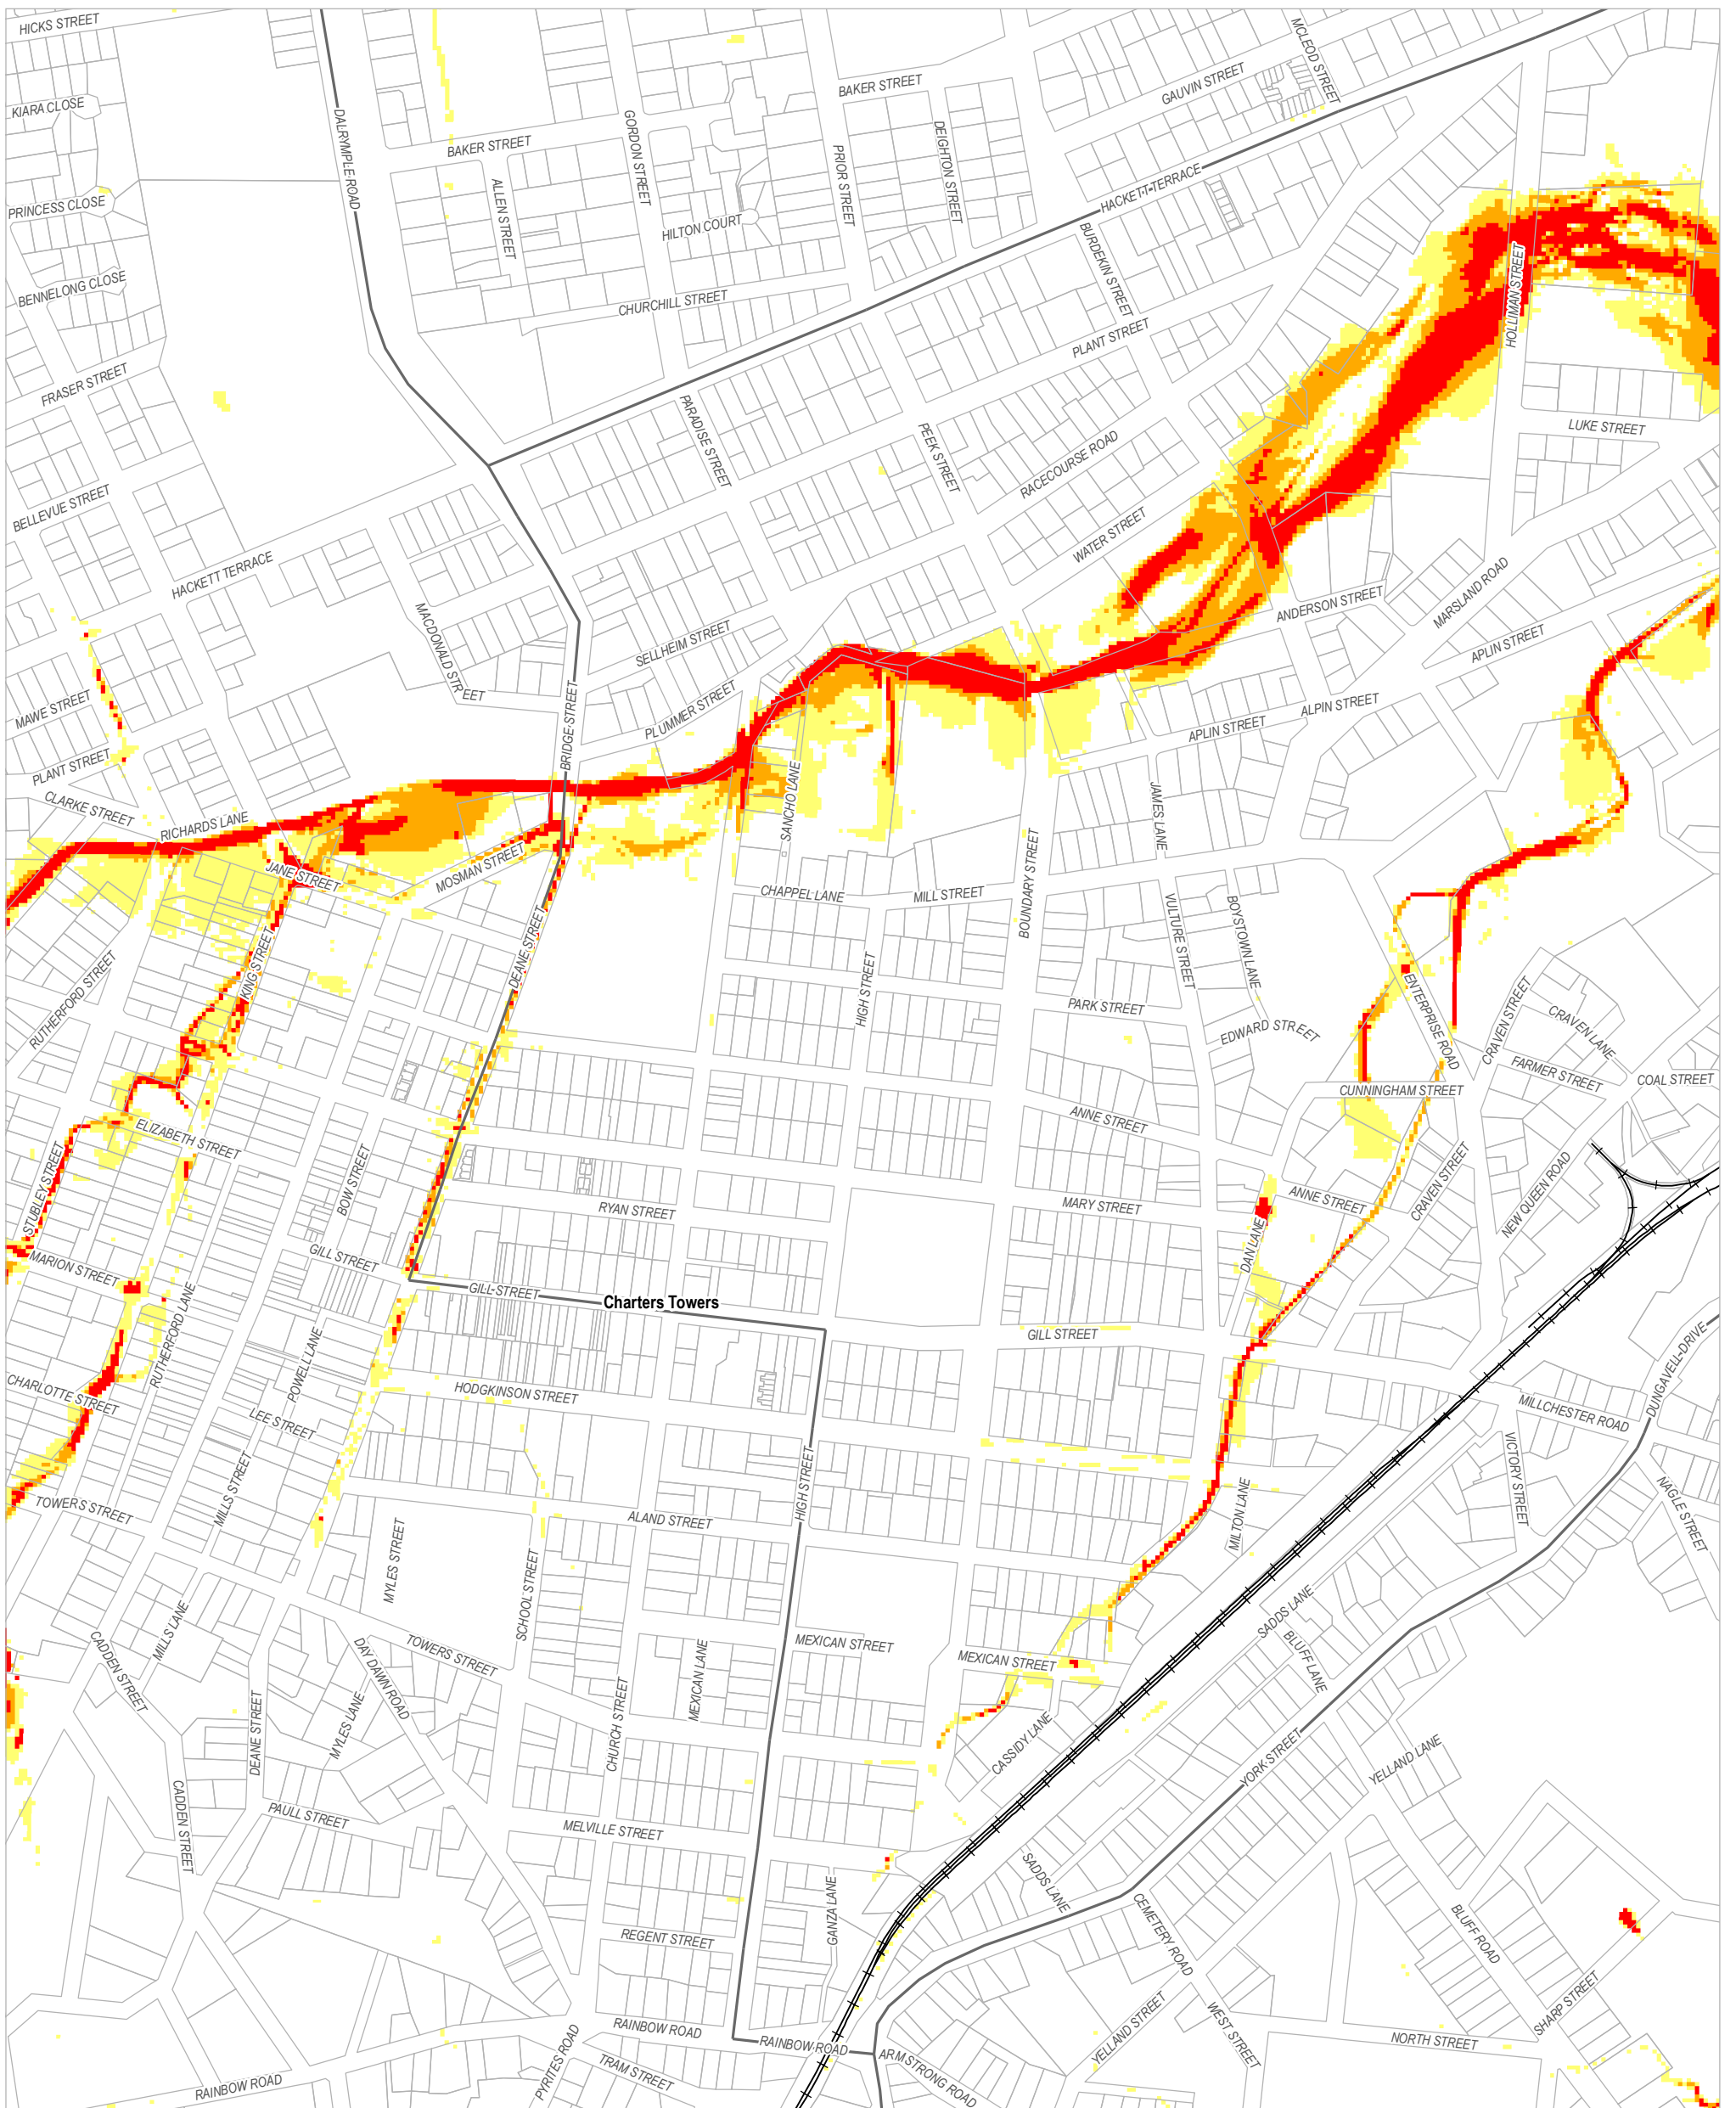 HICKS STREET
MCLEOD STREET
GAUVIN STREET
BAKER STREET
KIARA CLOSE
DALRYMPLE ROAD
GORDON STREET
DEIGHTON STREET
BAKER STREET
PRIOR STREET
ALLEN STREET
HACKETT TERRACE
PRINCESS CLOSE
HILTON COURT
BURDEKIN STREET
BENNELONG CLOSE
CHURCHILL STREET
HOLLIMAN STREET
PLANT STREET
FRASER STREET
PARADISE STREET
PEEK STREET
LUKE STREET
RACECOURSE ROAD
BELLEVUE STREET
WATER STREET
HACKETT TERRACE
MARSLAND ROAD
ANDERSON STREET
MACDONALD STREET
SELLHEIM STREET
APLIN STREET
MAWE STREET
PLUMMER STREET
ALPIN STREET
APLIN STREET
BRIDGE STREET
PLANT STREET
CLARKE STREET
SANCHO LANE
JAMES LANE
RICHARDS LANE
JANE STREET
MOSMAN STREET
BOUNDARY STREET
CHAPPEL LANE
MILL STREET
VULTURE STREET
BOYSTOWN LANE
DEANE STREET
KING STREET
RUTHERFORD STREET
HIGH STREET
PARK STREET
EDWARD STREET
ENTERPRISE ROAD
CRAVEN STREET
CRAVEN LANE
FARMER STREET
COAL STREET
CUNNINGHAM STREET
ANNE STREET
ELIZABETH STREET
STUBLEY STREET
BOW STREET
RYAN STREET
MARY STREET
ANNE STREET
CRAVEN STREET
NEW QUEEN ROAD
DAN LANE
GILL STREET
MARION STREET
RUTHERFORD LANE
GILL STREET
Charters Towers
GILL STREET
POWELL LANE
DUNGAVELL DRIVE
CHARLOTTE STREET
HODGKINSON STREET
LEE STREET
MILLCHESTER ROAD
VICTORY STREET
MILLS STREET
HIGH STREET
TOWERS STREET
ALAND STREET
MILTON LANE
NAGLE STREET
MYLES STREET
SCHOOL STREET
SADDS LANE
MILLS LANE
CADDEN STREET
TOWERS STREET
DAY DAWN ROAD
MEXICAN STREET
MEXICAN LANE
MEXICAN STREET
BLUFF LANE
DEANE STREET
MYLES LANE
CHURCH STREET
CASSIDY LANE
YORK STREET
YELLAND LANE
CADDEN STREET
PAULL STREET
MELVILLE STREET
SADDS LANE
GANZA LANE
CEMETERY ROAD
BLUFF ROAD
REGENT STREET
SHARP STREET
YELLAND STREET
WEST STREET
RAINBOW ROAD
RAINBOW ROAD
NORTH STREET
ARMSTRONG ROAD
PYRITES ROAD
TRAM STREET
RAINBOW ROAD